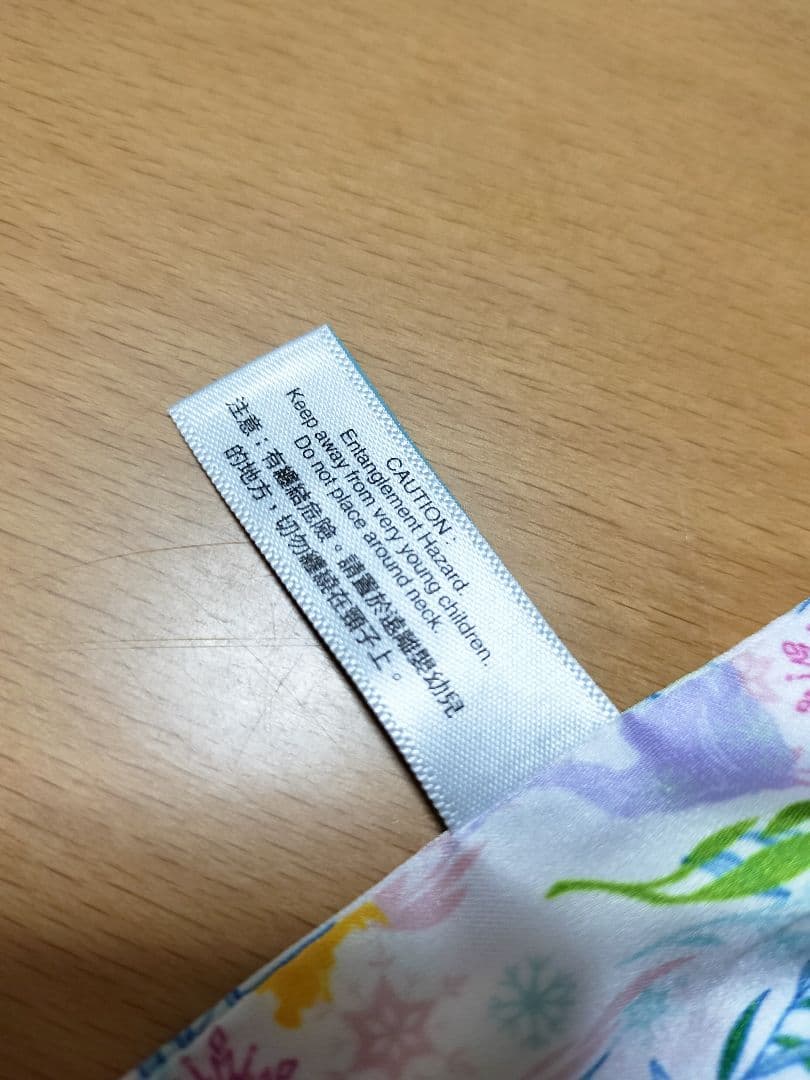 CAUTION :
Entanglement Hazard.
Keep away from very young children.
Do not place around neck.
注意：有纏結危險。請置於遠離嬰幼兒
的地方，切勿纏繞在頸子上。